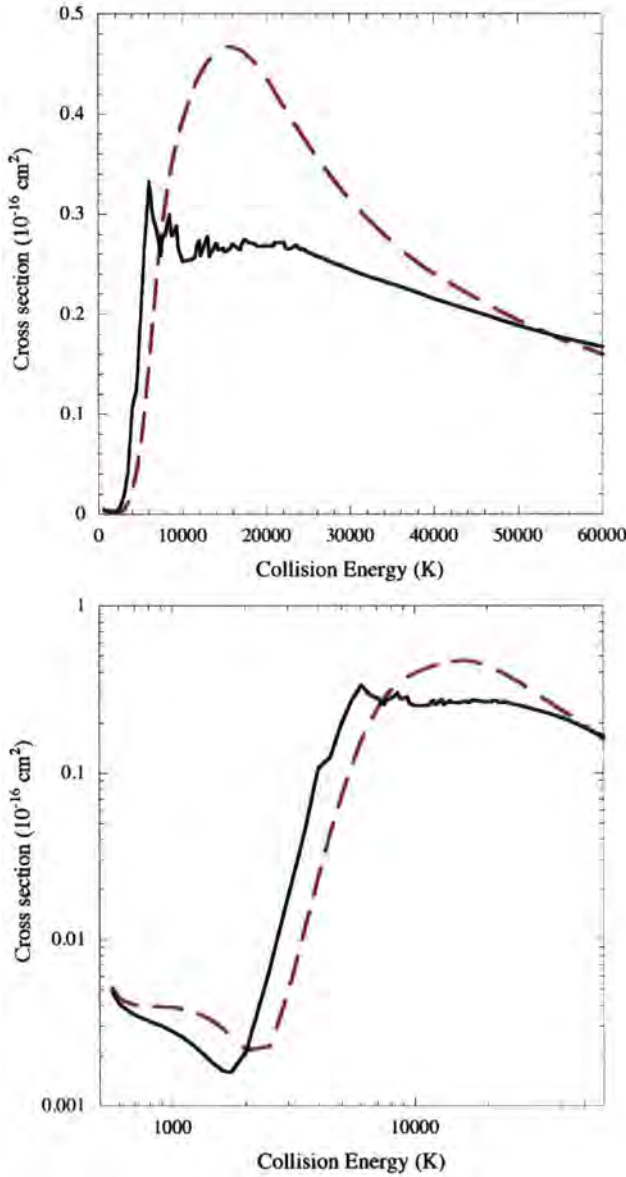 0.5
0.4
0.3
0.2
0.1
0
Cross section (10⁻¹⁶ cm²)
0 10000 20000 30000 40000 50000 60000
Collision Energy (K)
1
0.1
0.01
0.001
Cross section (10⁻¹⁶ cm²)
1000 10000
Collision Energy (K)